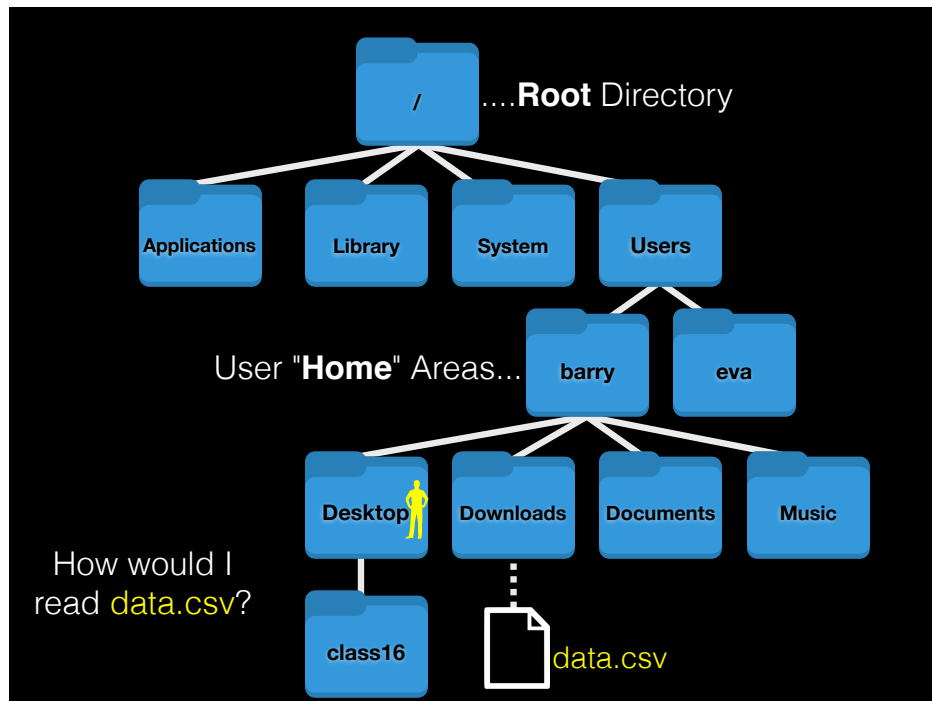 /
....Root Directory
Applications
Library
System
Users
User "Home" Areas...
barry
eva
Desktop
Downloads
Documents
Music
How would I
read data.csv?
class16
data.csv